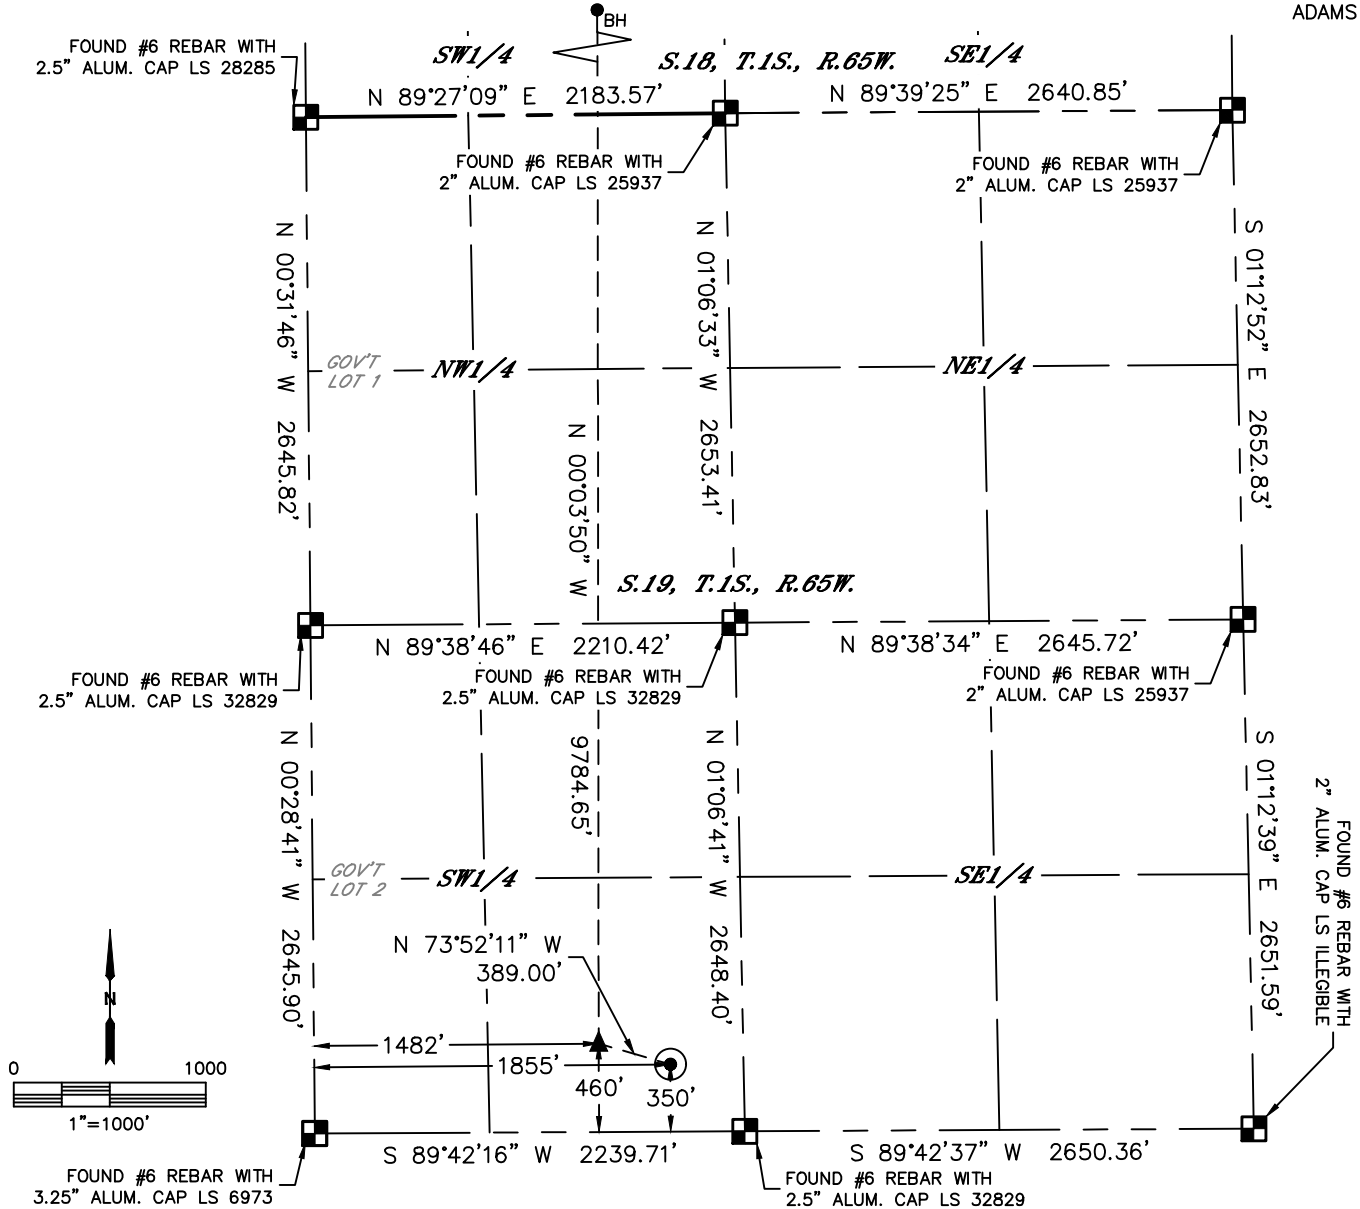 ADAMS
BH
FOUND #6 REBAR WITH
2.5" ALUM. CAP LS 28285
SW1/4
S.18, T.1S., R.65W.
SE1/4
N 89°27'09" E 2183.57'
N 89°39'25" E 2640.85'
FOUND #6 REBAR WITH
2" ALUM. CAP LS 25937
FOUND #6 REBAR WITH
2" ALUM. CAP LS 25937
N 00°31'46" W 2645.82'
N 01°06'33" W 2653.41'
S 01°12'52" E 2652.83'
GOV'T
LOT 1
NW1/4
NE1/4
N 00°03'50" W 9784.65'
S.19, T.1S., R.65W.
N 89°38'46" E 2210.42'
N 89°38'34" E 2645.72'
FOUND #6 REBAR WITH
2.5" ALUM. CAP LS 32829
FOUND #6 REBAR WITH
2.5" ALUM. CAP LS 32829
FOUND #6 REBAR WITH
2" ALUM. CAP LS 25937
N 00°28'41" W 2645.90'
N 01°06'41" W 2648.40'
S 01°12'39" E 2651.59'
FOUND #6 REBAR WITH
2" ALUM. CAP LS ILLEGIBLE
GOV'T
LOT 2
SW1/4
SE1/4
N 73°52'11" W
389.00'
N
1482'
1855'
460'
350'
0 1000
1"=1000'
S 89°42'16" W 2239.71'
S 89°42'37" W 2650.36'
FOUND #6 REBAR WITH
3.25" ALUM. CAP LS 6973
FOUND #6 REBAR WITH
2.5" ALUM. CAP LS 32829